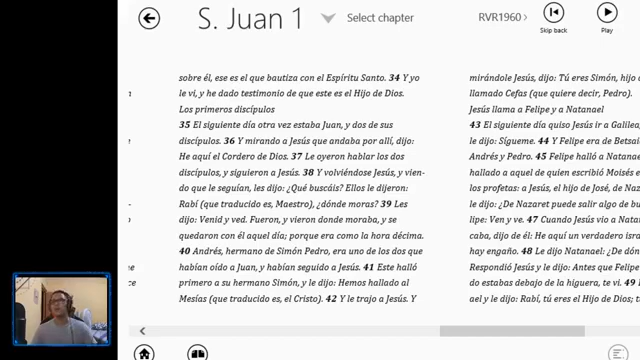 S. Juan 1
Select chapter
RVR1960
Skip back
Play
sobre él, ese es el que bautiza con el Espíritu Santo. 34 Y yo
le vi, y he dado testimonio de que este es el Hijo de Dios.
Los primeros discípulos
35 El siguiente día otra vez estaba Juan, y dos de sus
discípulos. 36 Y mirando a Jesús que andaba por allí, dijo:
He aquí el Cordero de Dios. 37 Le oyeron hablar los dos
discípulos, y siguieron a Jesús. 38 Y volviéndose Jesús, y vien-
do que le seguían, les dijo: ¿Qué buscáis? Ellos le dijeron:
Rabí (que traducido es, Maestro), ¿dónde moras? 39 Les
dijo: Venid y ved. Fueron, y vieron donde moraba, y se
quedaron con él aquel día; porque era como la hora décima.
40 Andrés, hermano de Simón Pedro, era uno de los dos que
habían oído a Juan, y habían seguido a Jesús. 41 Este halló
primero a su hermano Simón, y le dijo: Hemos hallado al
Mesías (que traducido es, el Cristo). 42 Y le trajo a Jesús. Y
mirándole Jesús, dijo: Tú eres Simón, hijo
llamado Cefas (que quiere decir, Pedro).
Jesús llama a Felipe y a Natanael
43 El siguiente día quiso Jesús ir a Galilea,
le dijo: Sígueme. 44 Y Felipe era de Betsai
Andrés y Pedro. 45 Felipe halló a Natanael
hallado a aquel de quien escribió Moisés e
los profetas: a Jesús, el hijo de José, de Naz
le dijo: ¿De Nazaret puede salir algo de bu
lipe: Ven y ve. 47 Cuando Jesús vio a Natan
caba, dijo de él: He aquí un verdadero isra
hay engaño. 48 Le dijo Natanael: ¿De dón
Respondió Jesús y le dijo: Antes que Felipe
do estabas debajo de la higuera, te vi. 49
ael y le dijo: Rabí, tú eres el Hijo de Dios; t